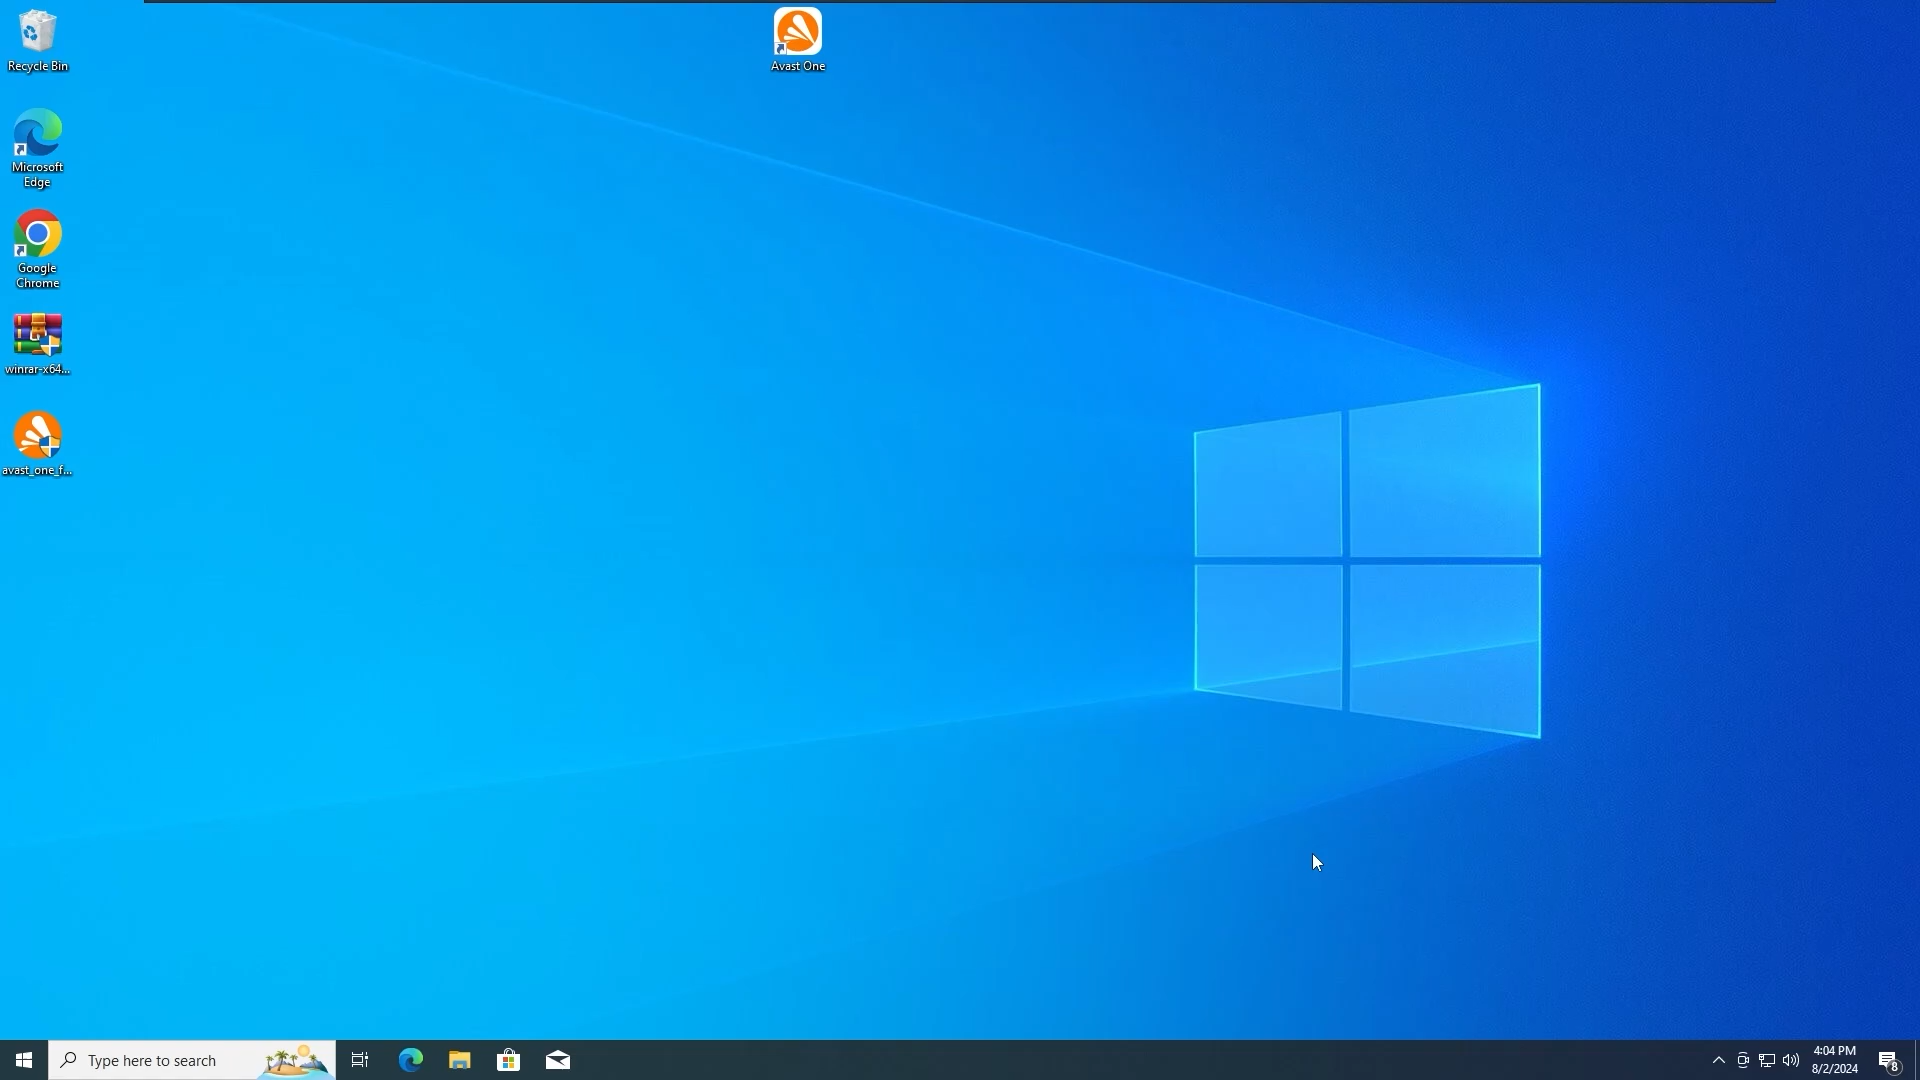 Recycle Bin
Avast One
Microsoft
Edge
Google
Chrome
winrar-x64...
avast_one_f...
Type here to search
4:04 PM
8/2/2024
8